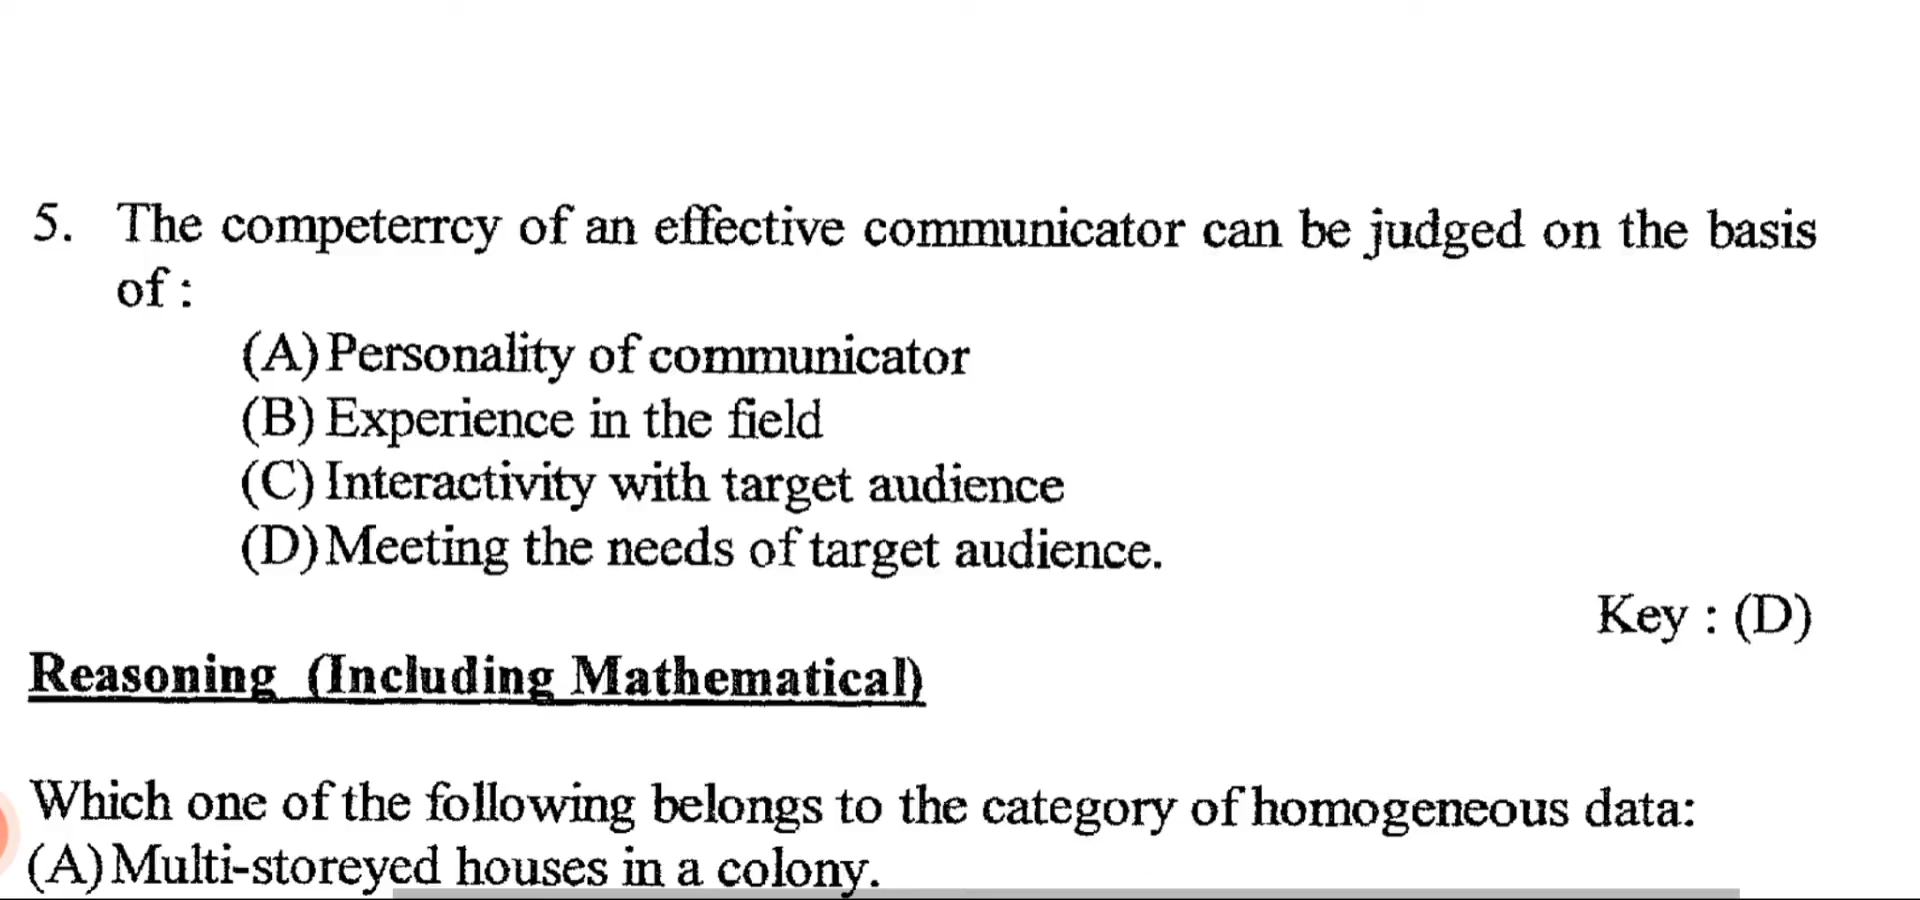 5. The competerrcy of an effective communicator can be judged on the basis
of :
(A) Personality of communicator
(B) Experience in the field
(C) Interactivity with target audience
(D) Meeting the needs of target audience.
Key : (D)
Reasoning (Including Mathematical)
Which one of the following belongs to the category of homogeneous data:
(A) Multi-storeyed houses in a colony.